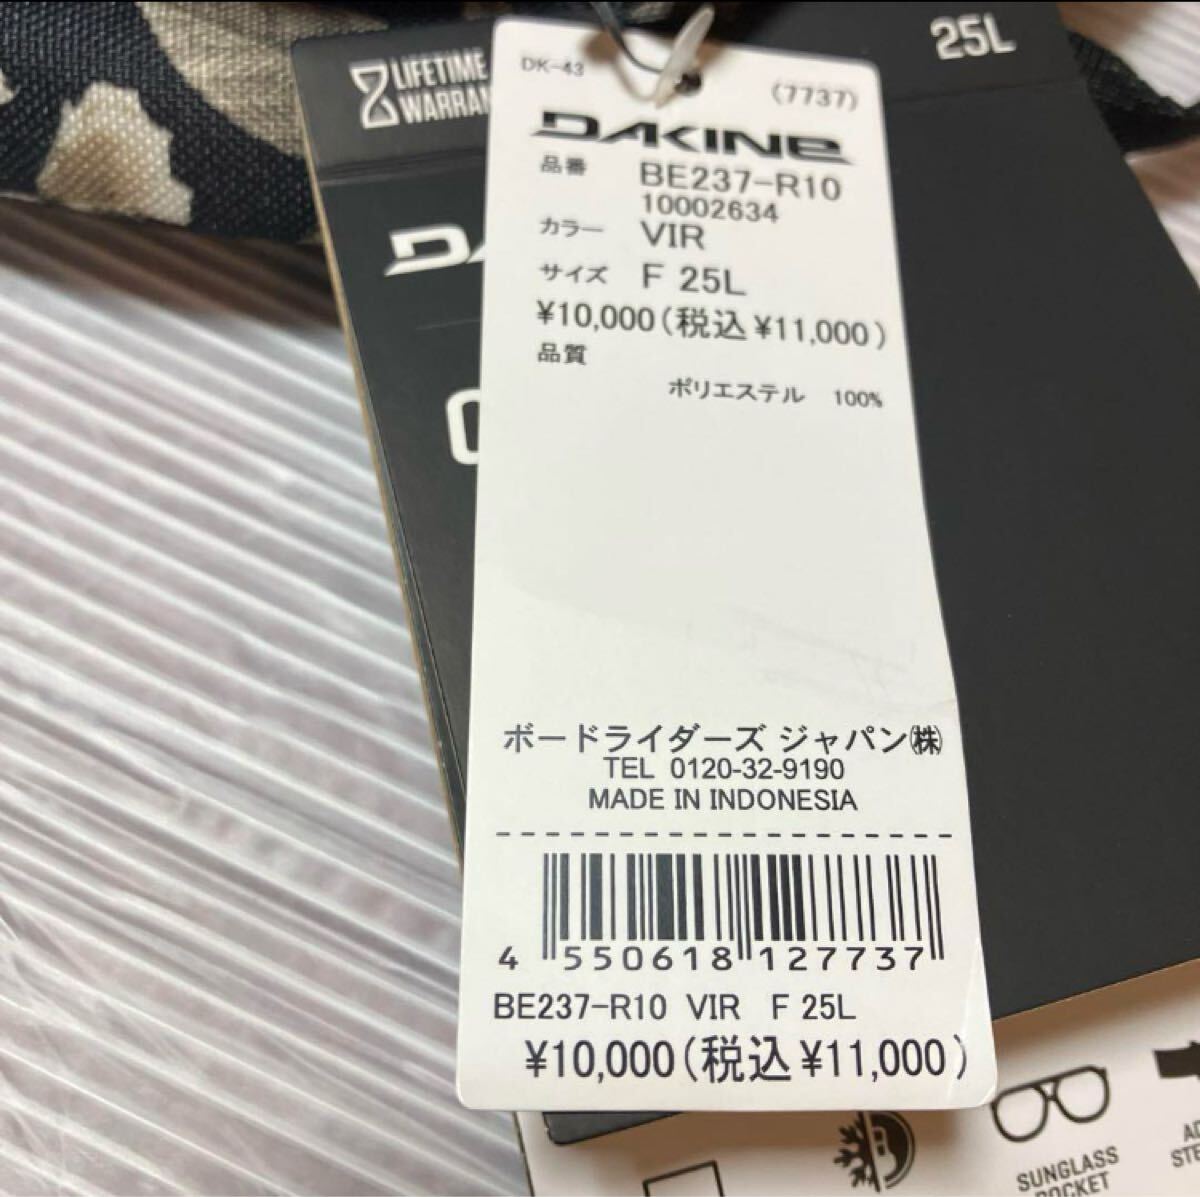 LIFETIME
25L
DK-43
(7737)
DAKINE
品番 BE237-R10
10002634
カラー VIR
サイズ F 25L
¥10,000(税込¥11,000)
品質
ポリエステル 100%
ボードライダーズ ジャパン㈱
TEL 0120-32-9190
MADE IN INDONESIA
4 550618 127737
BE237-R10 VIR F 25L
¥10,000(税込¥11,000)
SUNGLASS